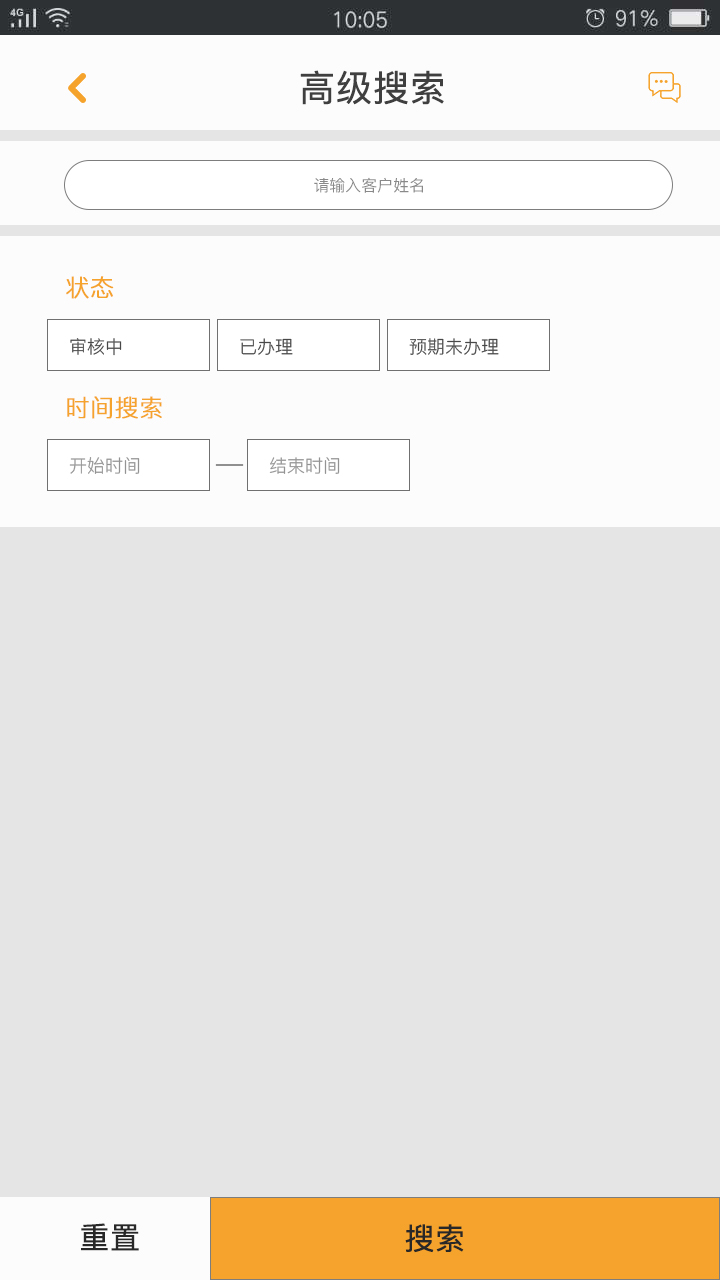 4G 10:05 91%
高级搜索
请输入客户姓名
状态
审核中 已办理 预期未办理
时间搜索
开始时间 — 结束时间
重置 搜索